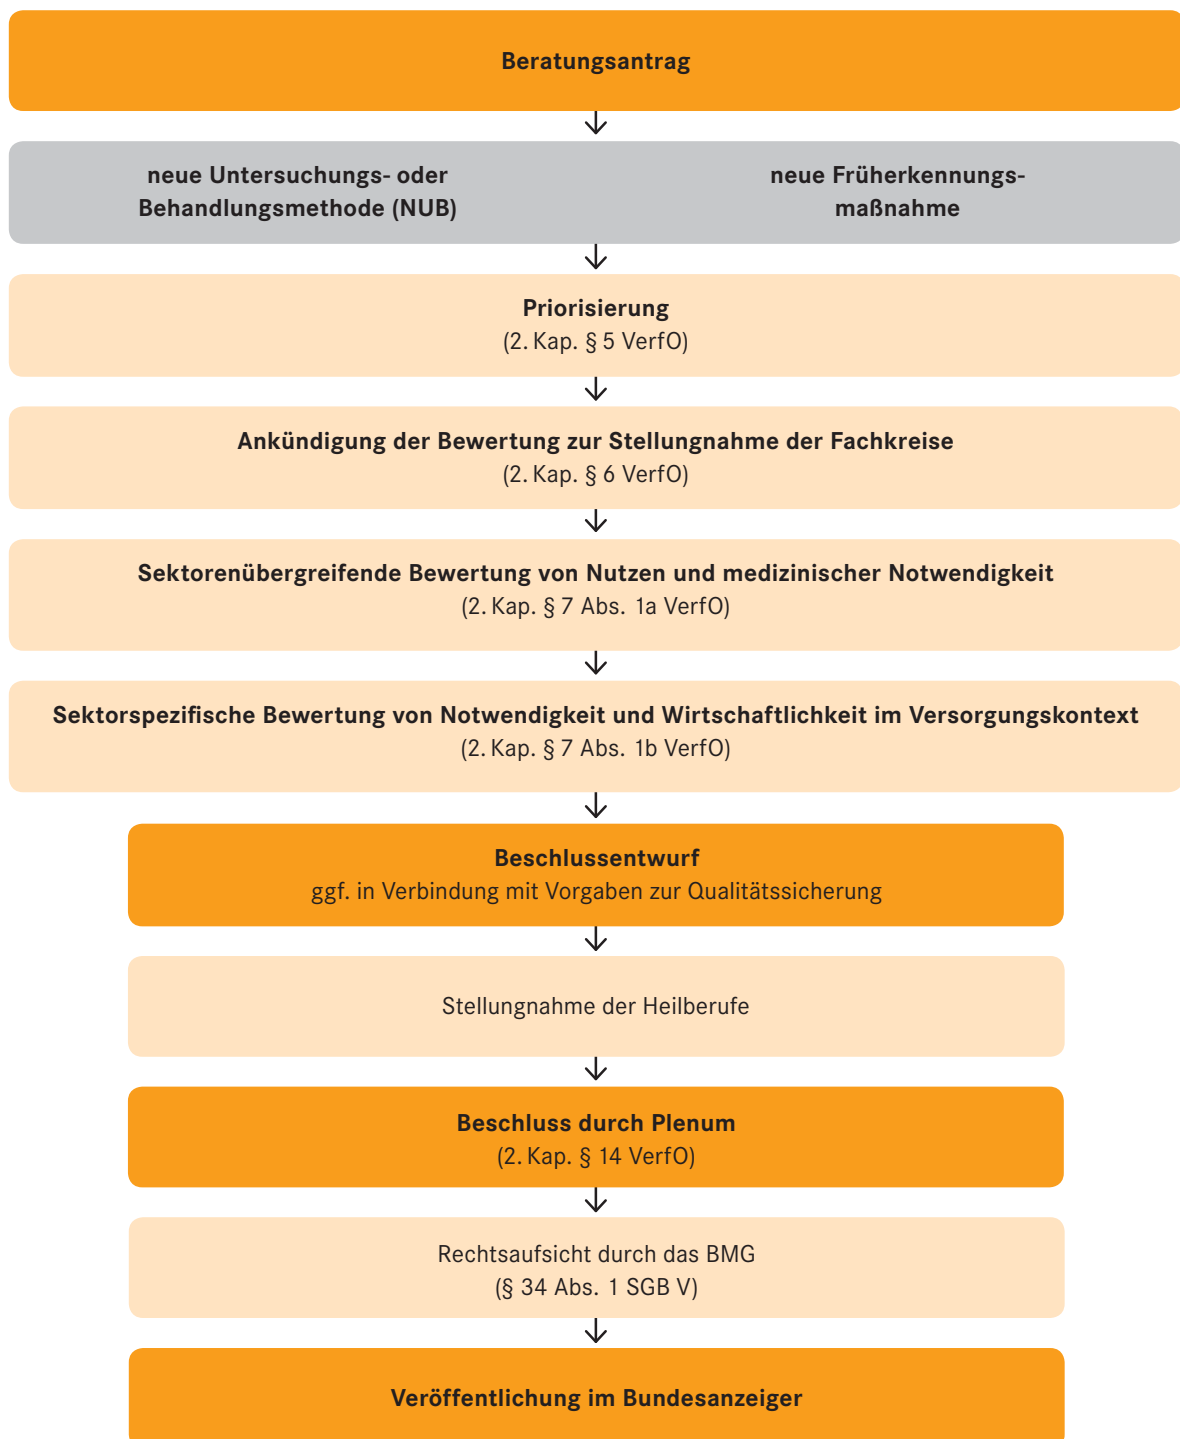 Beratungsantrag
neue Untersuchungs- oder
Behandlungsmethode (NUB)
neue Früherkennungs-
maßnahme
Priorisierung
(2. Kap. § 5 VerfO)
Ankündigung der Bewertung zur Stellungnahme der Fachkreise
(2. Kap. § 6 VerfO)
Sektorenübergreifende Bewertung von Nutzen und medizinischer Notwendigkeit
(2. Kap. § 7 Abs. 1a VerfO)
Sektorspezifische Bewertung von Notwendigkeit und Wirtschaftlichkeit im Versorgungskontext
(2. Kap. § 7 Abs. 1b VerfO)
Beschlussentwurf
ggf. in Verbindung mit Vorgaben zur Qualitätssicherung
Stellungnahme der Heilberufe
Beschluss durch Plenum
(2. Kap. § 14 VerfO)
Rechtsaufsicht durch das BMG
(§ 34 Abs. 1 SGB V)
Veröffentlichung im Bundesanzeiger